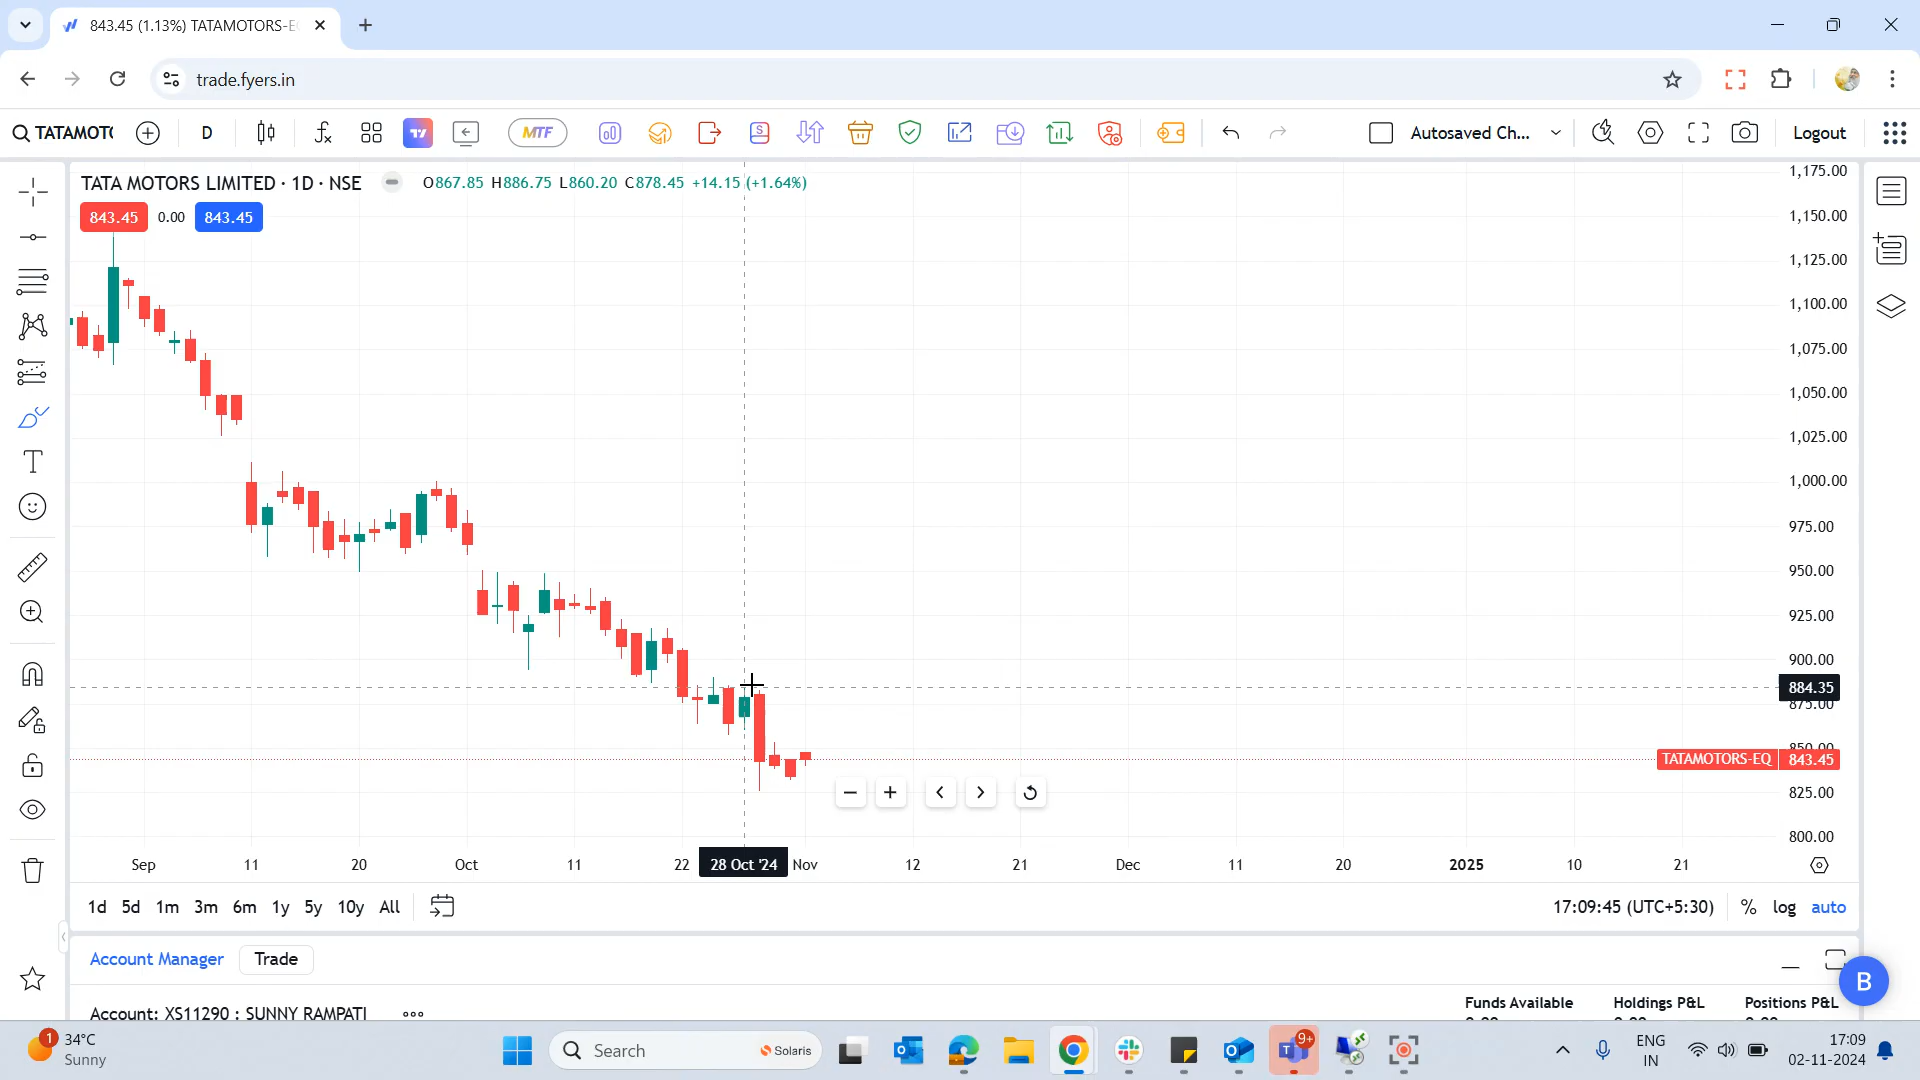 843.45 (1.13%) TATAMOTORS-E
trade.fyers.in
TATAMOT
D
MTF
S
Autosaved Ch...
Logout
TATA MOTORS LIMITED · 1D · NSE
O867.85 H886.75 L860.20 C878.45 +14.15 (+1.64%)
843.45 0.00 843.45
1,175.00
1,150.00
1,125.00
1,100.00
1,075.00
1,050.00
1,025.00
1,000.00
975.00
950.00
925.00
900.00
884.35
875.00
850.00
TATAMOTORS-EQ 843.45
825.00
800.00
Sep 11 20 Oct 11 22 28 Oct '24 Nov 12 21 Dec 11 20 2025 10 21
1d 5d 1m 3m 6m 1y 5y 10y All
17:09:45 (UTC+5:30) % log auto
Account Manager Trade
B
Account: XS11290 : SUNNY RAMPATI
Funds Available Holdings P&L Positions P&L
1
34°C
Sunny
Search
Solaris
9+
ENG
IN
17:09
02-11-2024